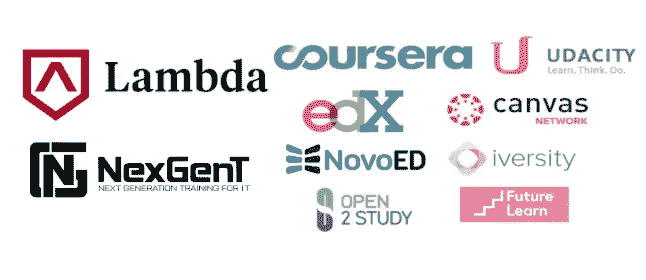 Lambda
NexGenT
NEXT GENERATION TRAINING FOR IT
coursera
edX
NovoED
OPEN
2 STUDY
UDACITY
Learn. Think. Do.
canvas
NETWORK
iversity
Future
Learn